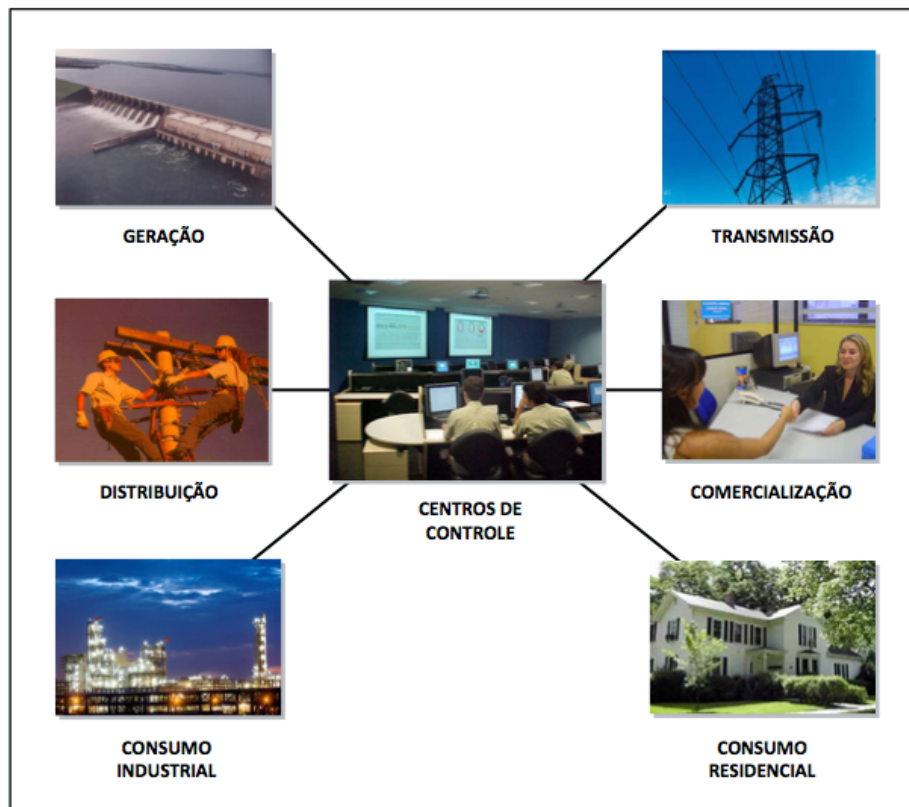 GERAÇÃO
TRANSMISSÃO
DISTRIBUIÇÃO
CENTROS DE
CONTROLE
COMERCIALIZAÇÃO
CONSUMO
INDUSTRIAL
CONSUMO
RESIDENCIAL